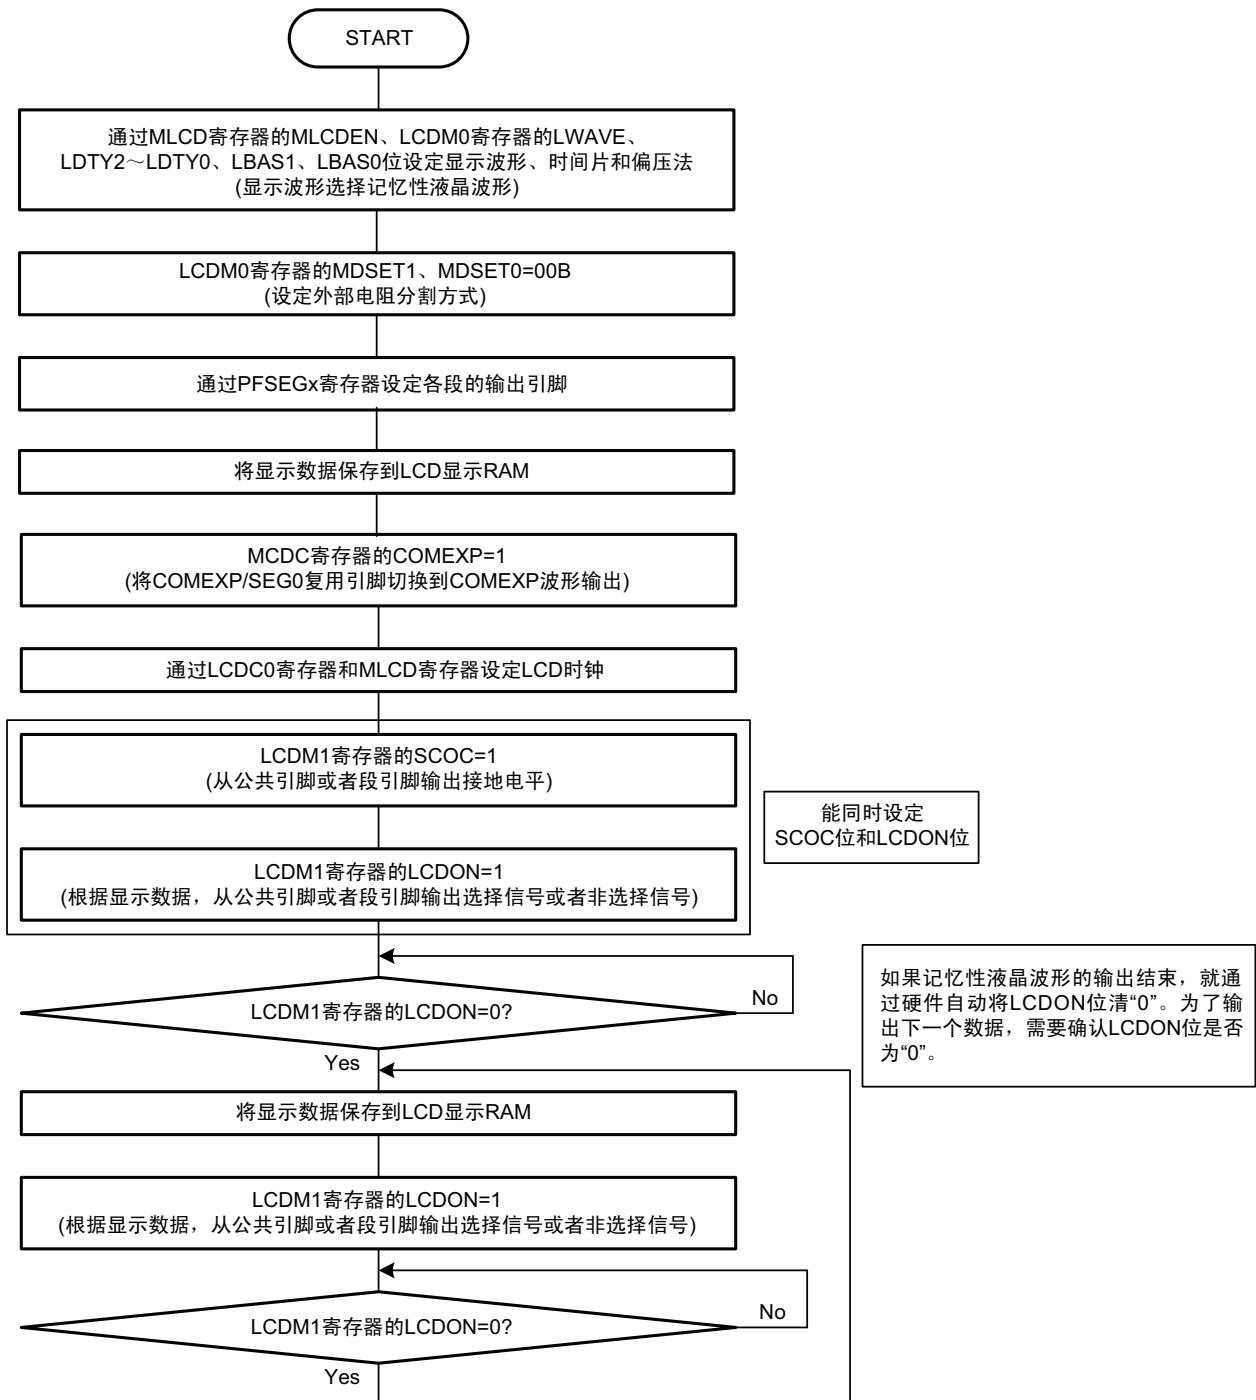 START
通过MLCD寄存器的MLCDEN、LCDM0寄存器的LWAVE、
LDTY2～LDTY0、LBAS1、LBAS0位设定显示波形、时间片和偏压法
(显示波形选择记忆性液晶波形)
LCDM0寄存器的MDSET1、MDSET0=00B
(设定外部电阻分割方式)
通过PFSEGx寄存器设定各段的输出引脚
将显示数据保存到LCD显示RAM
MCDC寄存器的COMEXP=1
(将COMEXP/SEG0复用引脚切换到COMEXP波形输出)
通过LCDC0寄存器和MLCD寄存器设定LCD时钟
LCDM1寄存器的SCOC=1
(从公共引脚或者段引脚输出接地电平)
能同时设定
SCOC位和LCDON位
LCDM1寄存器的LCDON=1
(根据显示数据，从公共引脚或者段引脚输出选择信号或者非选择信号)
LCDM1寄存器的LCDON=0?
No
如果记忆性液晶波形的输出结束，就通
过硬件自动将LCDON位清“0”。为了输
出下一个数据，需要确认LCDON位是否
为“0”。
Yes
将显示数据保存到LCD显示RAM
LCDM1寄存器的LCDON=1
(根据显示数据，从公共引脚或者段引脚输出选择信号或者非选择信号)
LCDM1寄存器的LCDON=0?
No
Yes